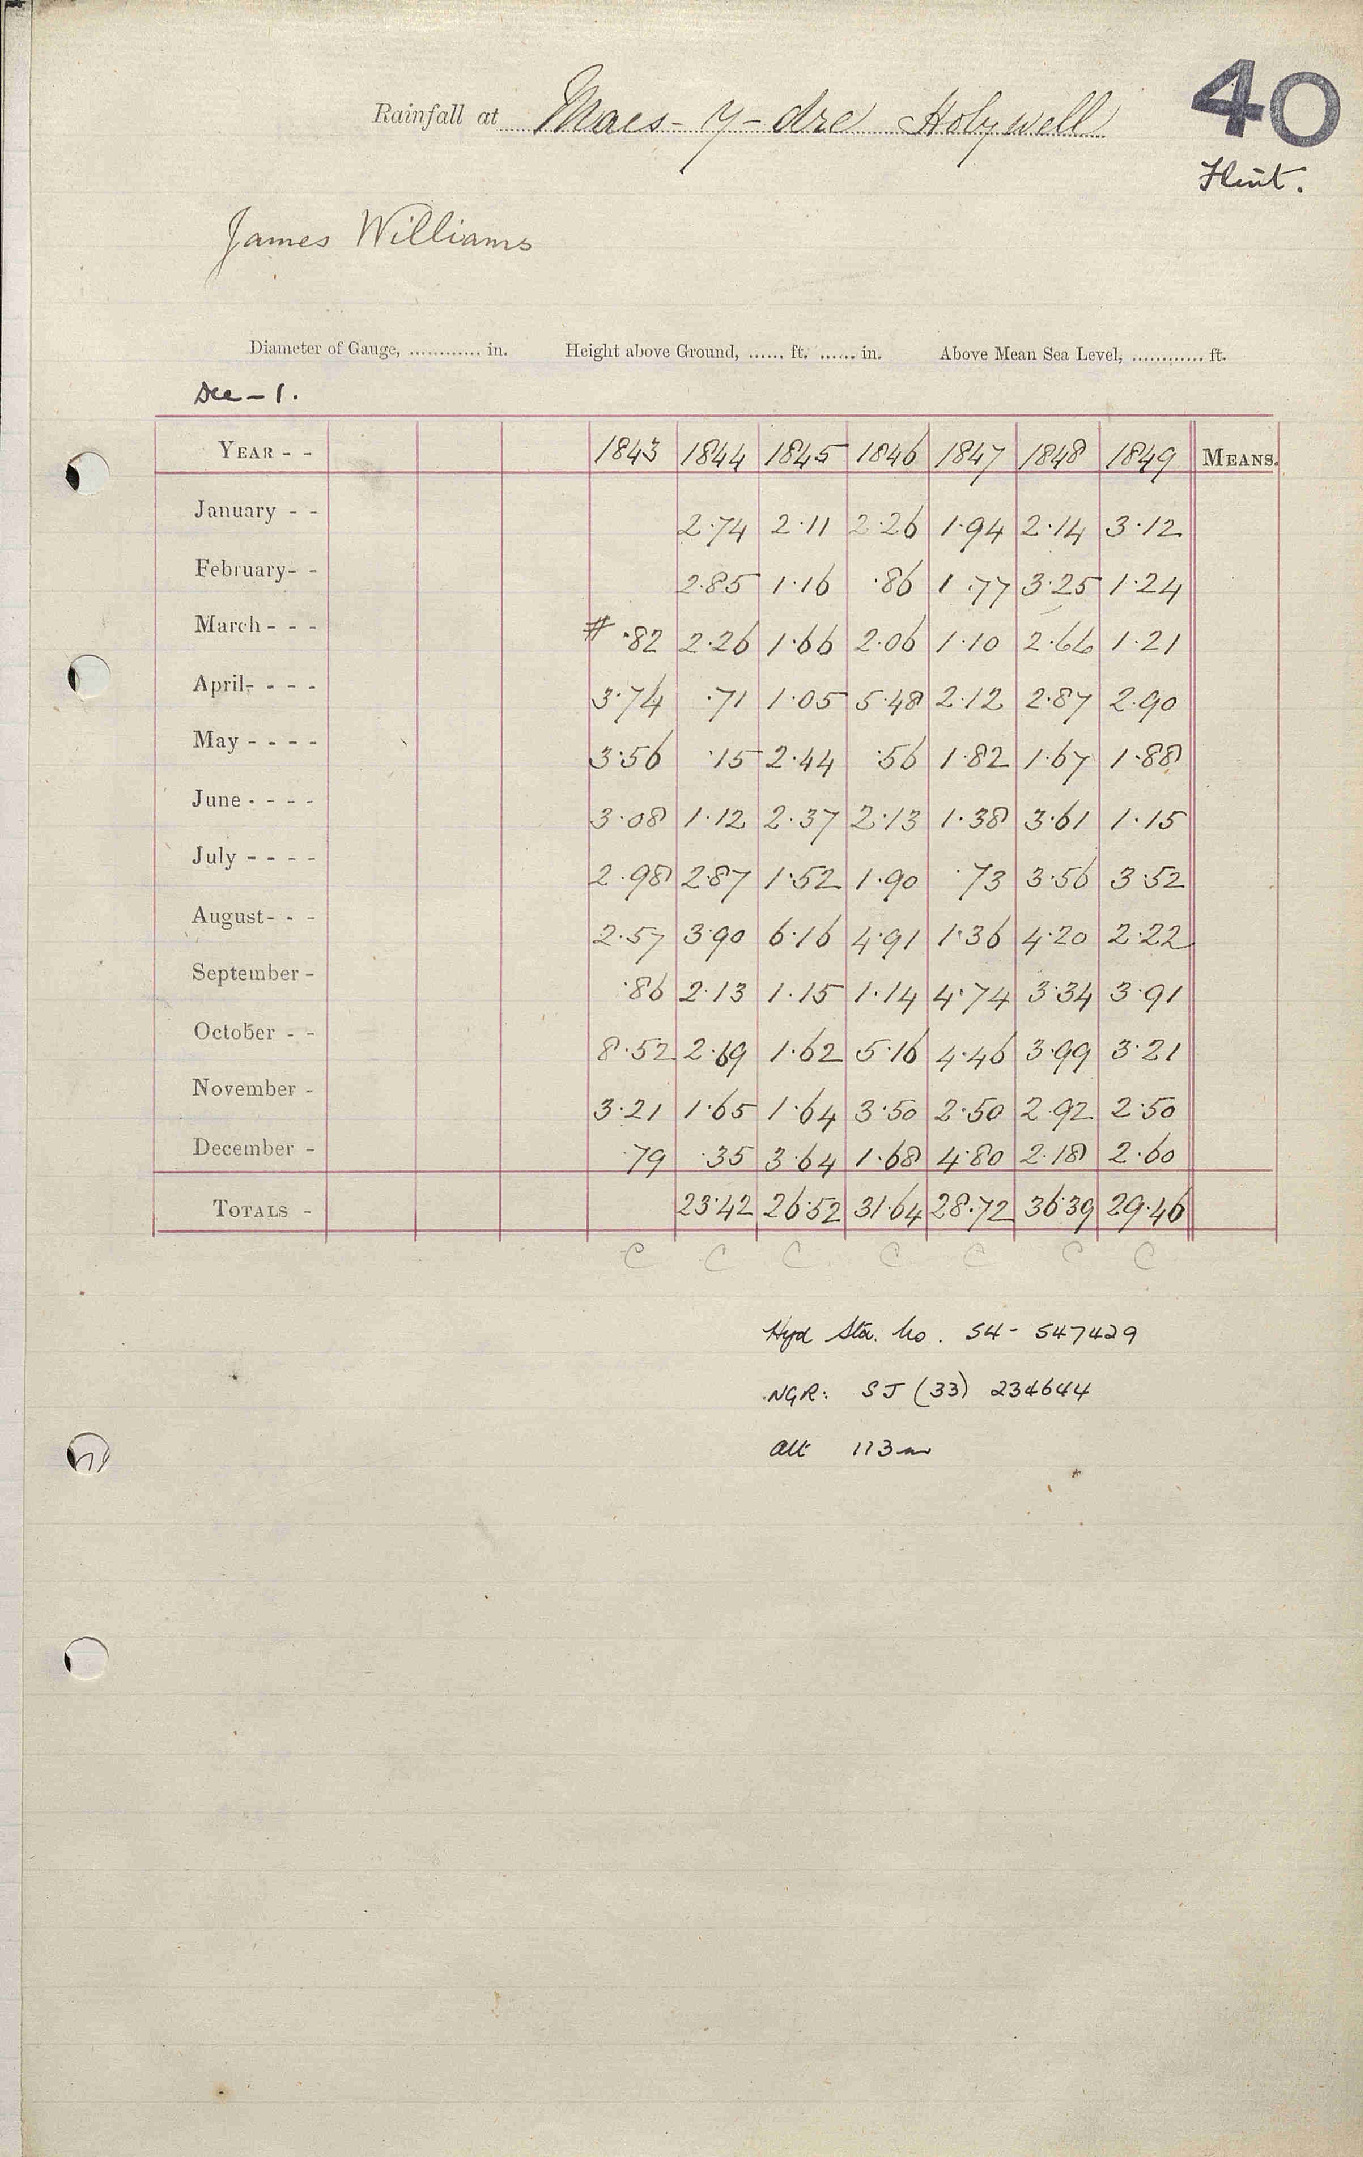 40
Rainfall at Maes-y-dre Holywell
Flint.
James Williams
Diameter of Gauge, ............ in. Height above Ground, ...... ft. ...... in. Above Mean Sea Level, ............ ft.
Dec - 1.
YEAR - - 1843 1844 1845 1846 1847 1848 1849 MEANS.
January - - 2·74 2·11 2·26 1·94 2·14 3·12
February- - 2·85 1·16 ·86 1·77 3·25 1·24
March - - - # ·82 2·26 1·66 2·06 1·10 2·66 1·21
April- - - - 3·74 ·71 1·05 5·48 2·12 2·87 2·90
May - - - - 3·56 ·15 2·44 ·56 1·82 1·67 1·88
June - - - - 3·08 1·12 2·37 2·13 1·38 3·61 1·15
July - - - - 2·98 2·87 1·52 1·90 ·73 3·56 3·52
August- - - 2·57 3·90 6·16 4·91 1·36 4·20 2·22
September - ·86 2·13 1·15 1·14 4·74 3·34 3·91
October - - 8·52 2·69 1·62 5·16 4·46 3·99 3·21
November - 3·21 1·65 1·64 3·50 2·50 2·92 2·50
December - ·79 ·35 3·64 1·68 4·80 2·18 2·60
TOTALS - 23·42 26·52 31·64 28·72 36·39 29·46
C C C C C C C
Hyd Sta. No. 54- 547429
NGR: SJ (33) 234644
alt 113m